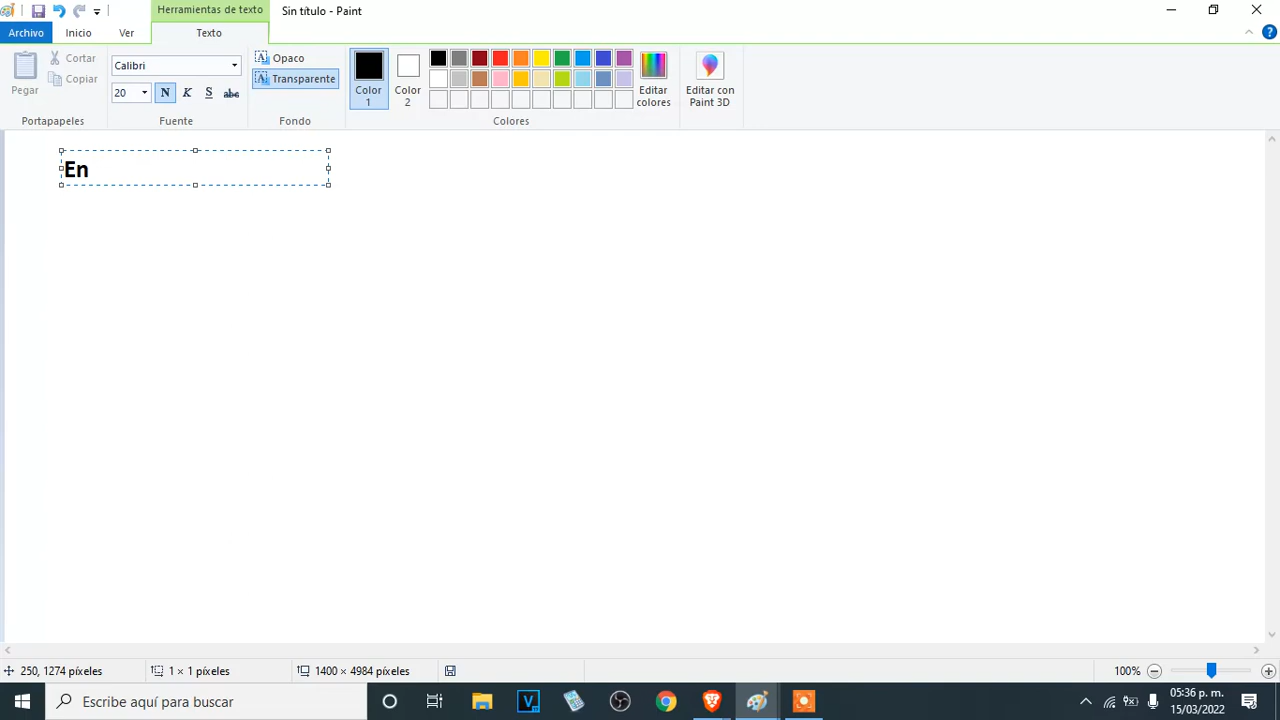 Herramientas de texto
Sin título - Paint
Archivo
Inicio
Ver
Texto
Pegar
Cortar
Copiar
Portapapeles
Calibri
20
N K S abc
Fuente
Opaco
Transparente
Fondo
Color 1
Color 2
Editar colores
Colores
Editar con Paint 3D
En
250, 1274 píxeles
1 × 1 píxeles
1400 × 4984 píxeles
100%
Escribe aquí para buscar
05:36 p. m.
15/03/2022